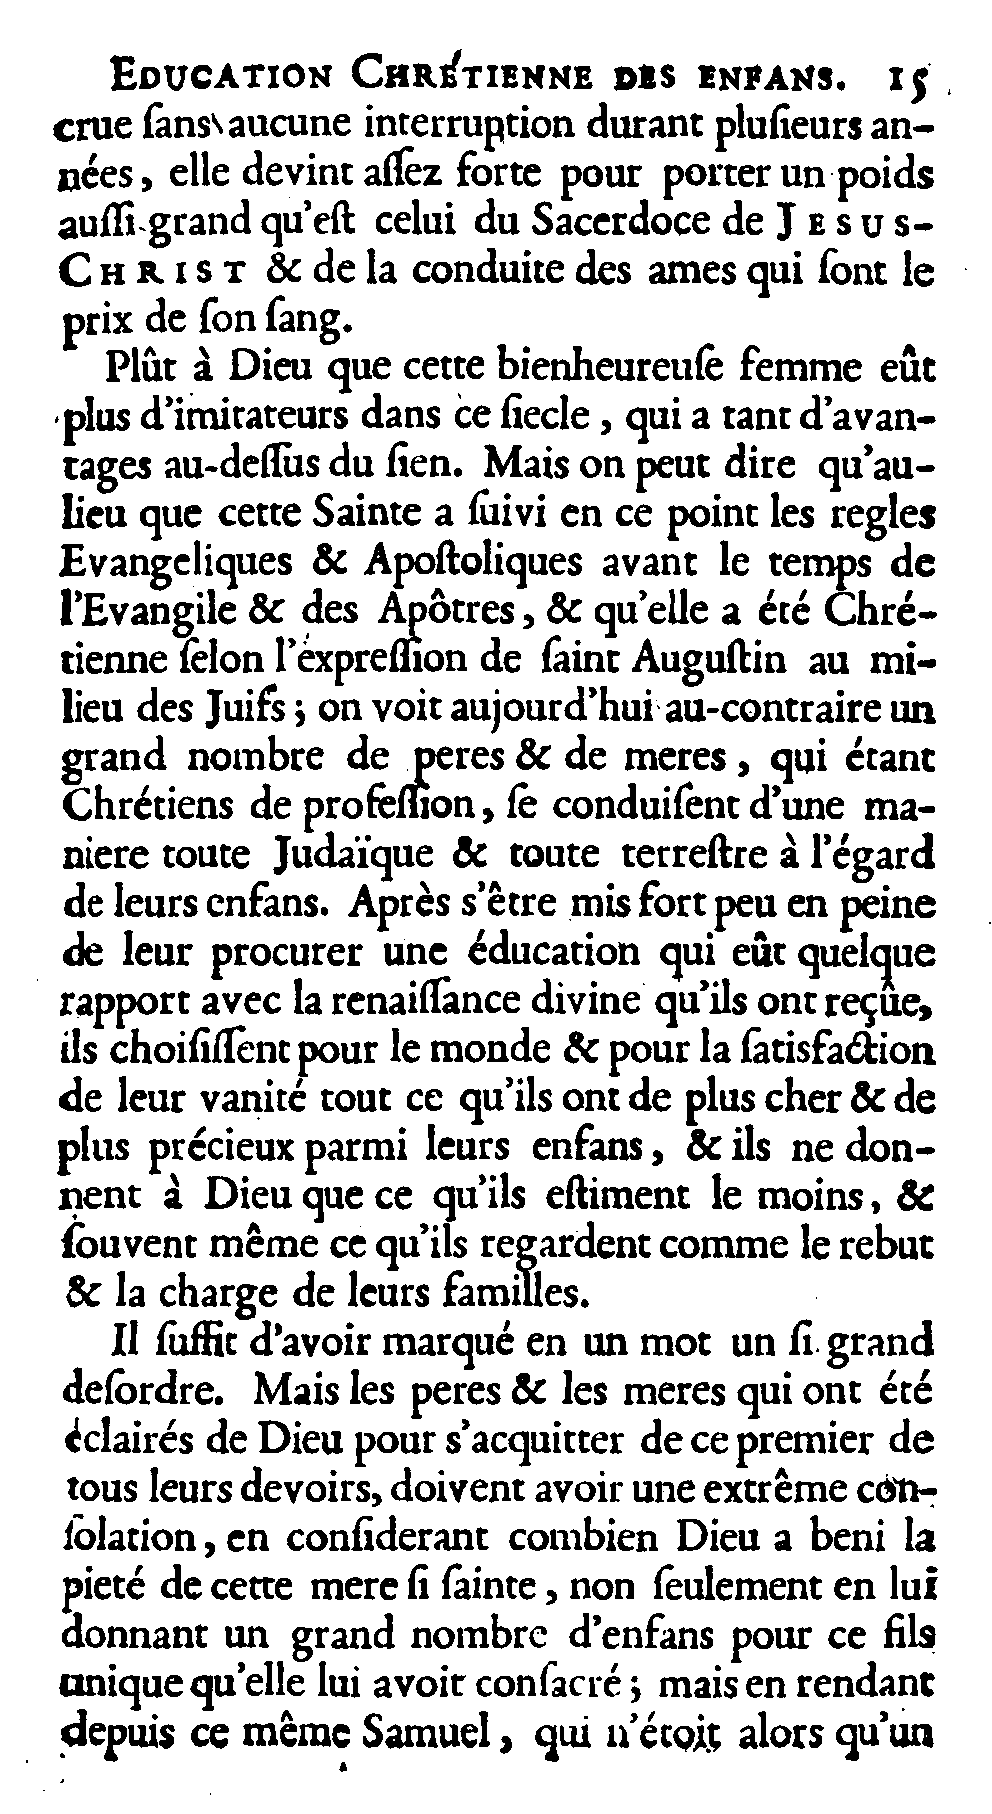 EDUCATION CHRÉTIENNE DES ENFANS. 15
crue ſans aucune interruption durant pluſieurs an-
nées, elle devint aſſez forte pour porter un poids
auſſi grand qu'eſt celui du Sacerdoce de JESUS-
CHRIST & de la conduite des ames qui ſont le
prix de ſon ſang.
Plût à Dieu que cette bienheureuſe femme eût
plus d'imitateurs dans ce ſiecle, qui a tant d'avan-
tages au-deſſus du ſien. Mais on peut dire qu'au-
lieu que cette Sainte a ſuivi en ce point les regles
Evangeliques & Apoſtoliques avant le temps de
l'Evangile & des Apôtres, & qu'elle a été Chré-
tienne ſelon l'expreſſion de ſaint Auguſtin au mi-
lieu des Juifs; on voit aujourd'hui au-contraire un
grand nombre de peres & de meres, qui étant
Chrétiens de profeſſion, ſe conduiſent d'une ma-
niere toute Judaïque & toute terreſtre à l'égard
de leurs enfans. Après s'être mis fort peu en peine
de leur procurer une éducation qui eût quelque
rapport avec la renaiſſance divine qu'ils ont reçûe,
ils choiſiſſent pour le monde & pour la ſatisfaction
de leur vanité tout ce qu'ils ont de plus cher & de
plus précieux parmi leurs enfans, & ils ne don-
nent à Dieu que ce qu'ils eſtiment le moins, &
ſouvent même ce qu'ils regardent comme le rebut
& la charge de leurs familles.
Il ſuffit d'avoir marqué en un mot un ſi grand
deſordre. Mais les peres & les meres qui ont été
éclairés de Dieu pour s'acquitter de ce premier de
tous leurs devoirs, doivent avoir une extrême con-
ſolation, en conſiderant combien Dieu a beni la
pieté de cette mere ſi ſainte, non ſeulement en lui
donnant un grand nombre d'enfans pour ce fils
unique qu'elle lui avoit conſacré; mais en rendant
depuis ce même Samuel, qui n'étoit alors qu'un